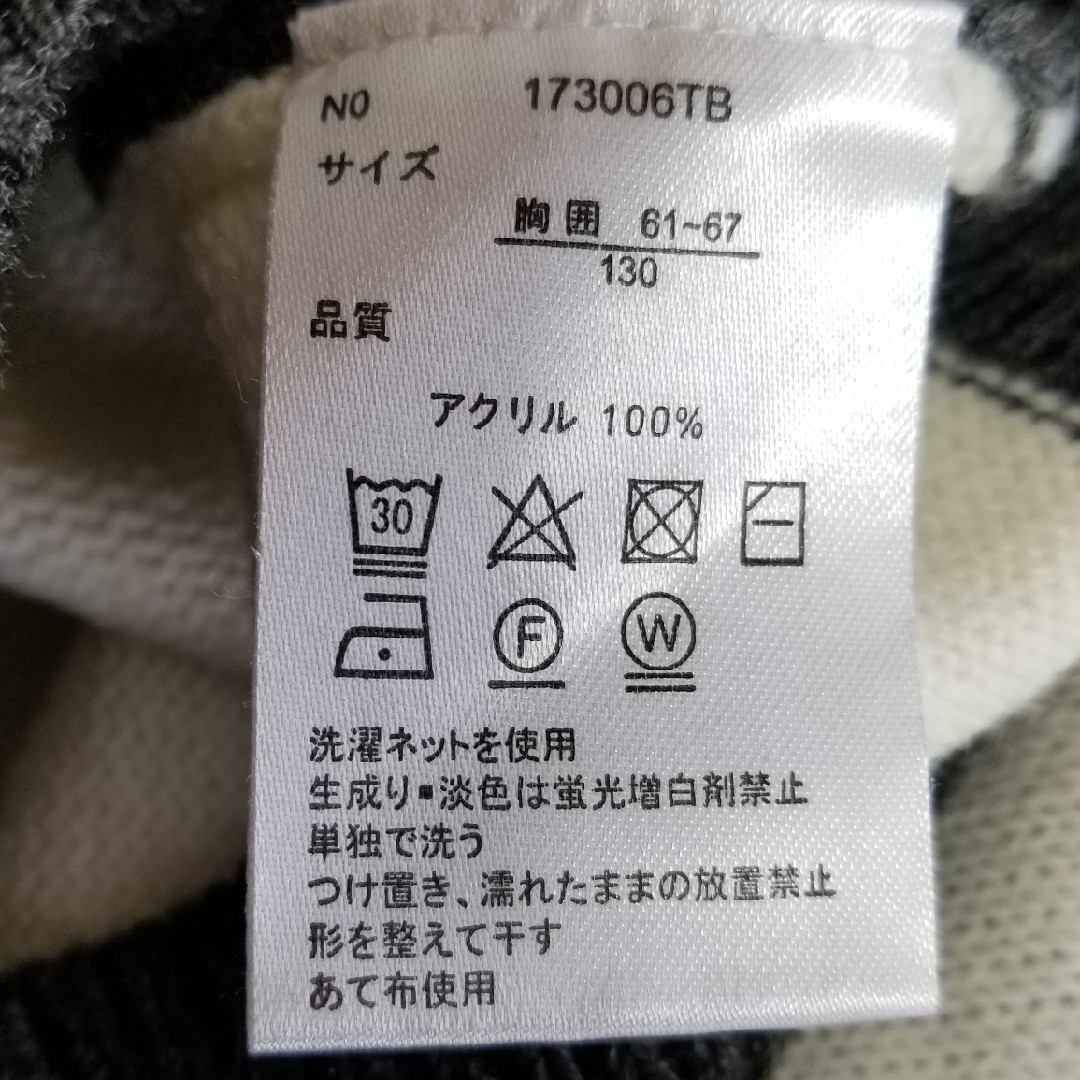 NO 173006TB
サイズ
胸囲 61~67
130
品質
アクリル 100%
30
F W
洗濯ネットを使用
生成り▪淡色は蛍光増白剤禁止
単独で洗う
つけ置き、濡れたままの放置禁止
形を整えて干す
あて布使用